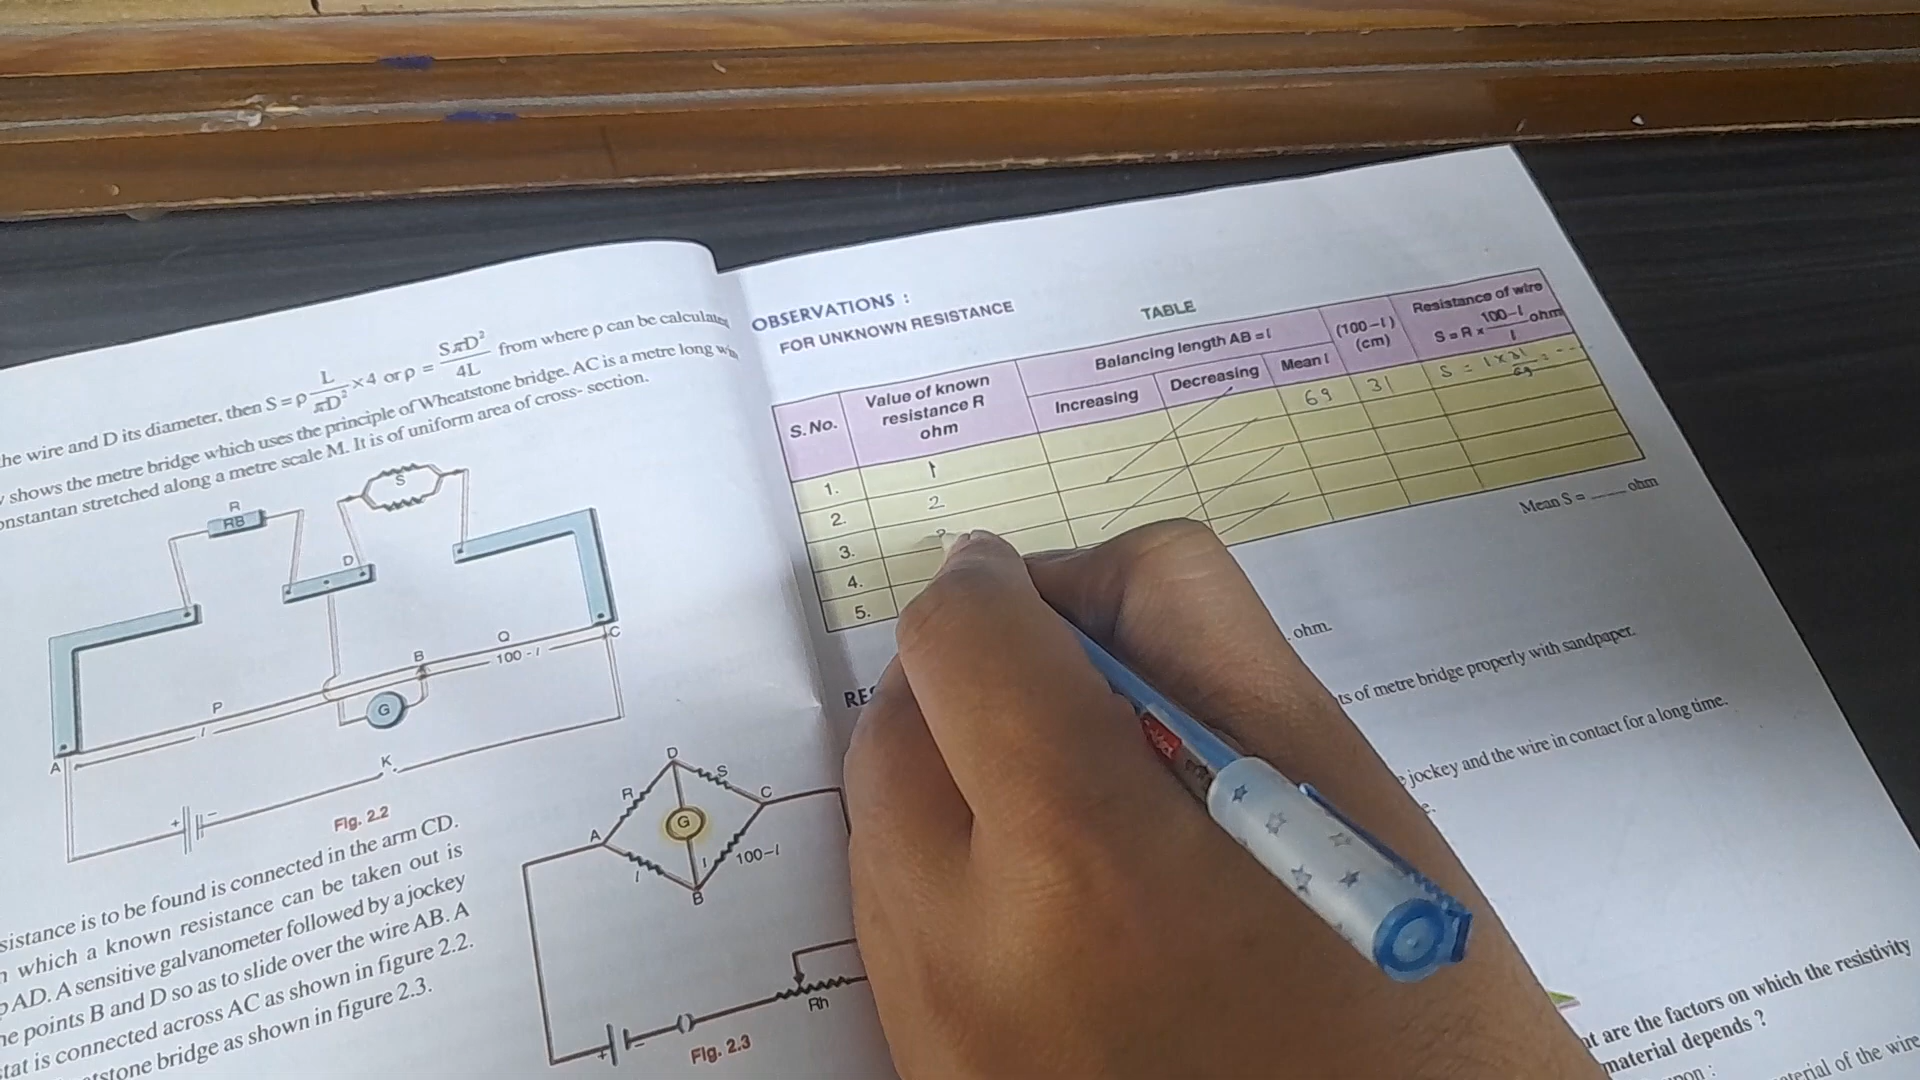 he wire and D its diameter, then S = ρ L/πD² ×4 or ρ = SπD²/4L from where ρ can be calculated
shows the metre bridge which uses the principle of Wheatstone bridge. AC is a metre long
onstantan stretched along a metre scale M. It is of uniform area of cross- section.
R
RB
S
D
B
Q
C
100 - l
P
l
G
A
K
+ −
Fig. 2.2
sistance is to be found is connected in the arm CD.
which a known resistance can be taken out is
AD. A sensitive galvanometer followed by a jockey
e points B and D so as to slide over the wire AB. A
tat is connected across AC as shown in figure 2.2.
tstone bridge as shown in figure 2.3.
D
R
S
A
G
C
l
l
100-l
B
Rh
+ −
Fig. 2.3
OBSERVATIONS :
FOR UNKNOWN RESISTANCE
TABLE
S. No.
Value of known
resistance R
ohm
Balancing length AB = l
Increasing
Decreasing
Mean l
(100-l)
(cm)
Resistance of wire
S = R × 100-l/l ohm
1. 1 69 31 S = 1 × 31/69 = - -
2. 2
3.
4.
5.
Mean S = ____ ohm
ohm.
RES
ts of metre bridge properly with sandpaper.
jockey and the wire in contact for a long time.
e.
at are the factors on which the resistivity
material depends ?
pon :
aterial of the wire